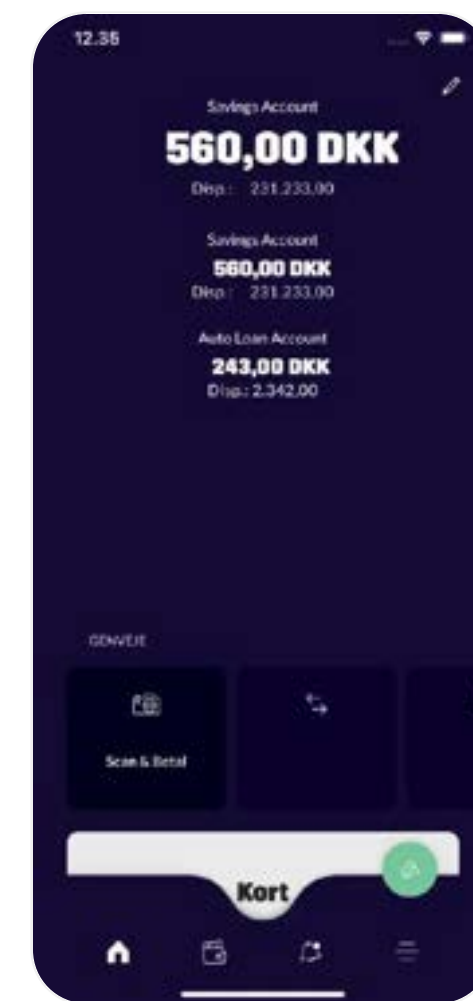 12.35
Savings Account
560,00 DKK
Disp.: 231.233,00
Savings Account
560,00 DKK
Disp.: 231.233,00
Auto Loan Account
243,00 DKK
Disp.: 2.342,00
GENVEJE
Scan & Betal
Kort